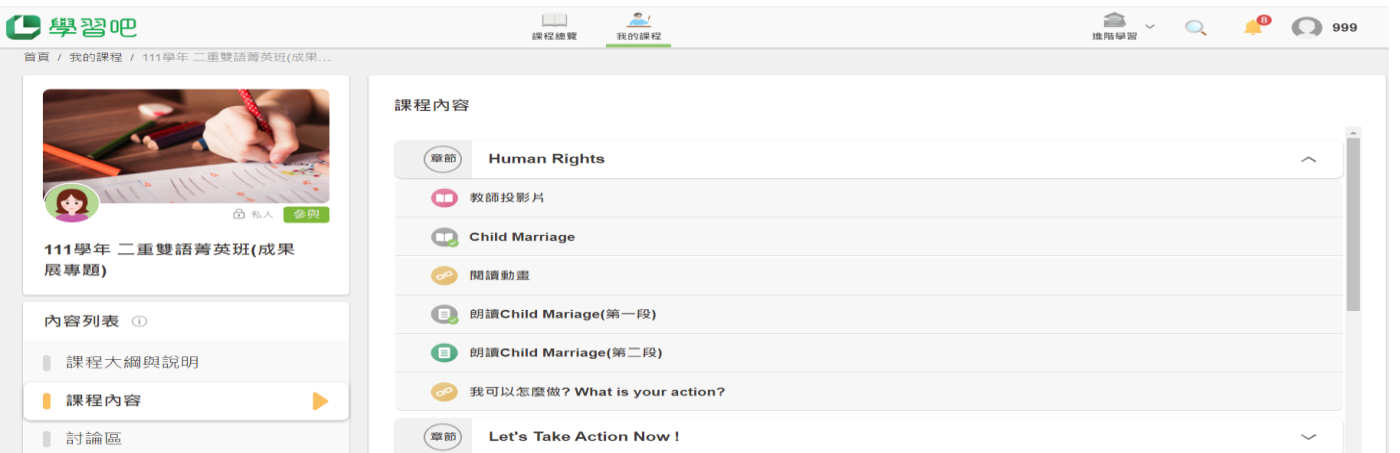 學習吧
課程總覽
我的課程
進階學習
8
999
首頁 / 我的課程 / 111學年 二重雙語菁英班(成果...
私人
參與
111學年 二重雙語菁英班(成果
展專題)
內容列表
課程大綱與說明
課程內容
討論區
課程內容
章節 Human Rights
教師投影片
Child Marriage
閱讀動畫
朗讀Child Mariage(第一段)
朗讀Child Marriage(第二段)
我可以怎麼做? What is your action?
章節 Let's Take Action Now !